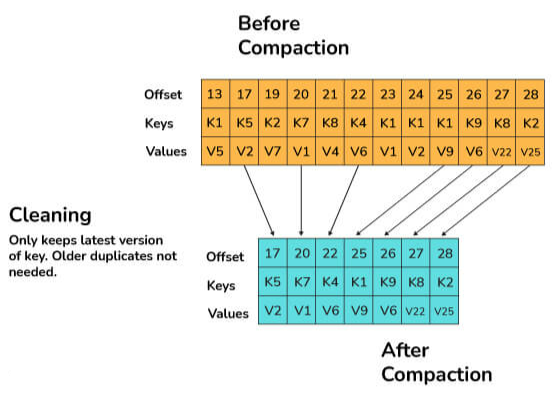 Before
Compaction
Offset 13 17 19 20 21 22 23 24 25 26 27 28
Keys K1 K5 K2 K7 K8 K4 K1 K1 K1 K9 K8 K2
Values V5 V2 V7 V1 V4 V6 V1 V2 V9 V6 V22 V25
Cleaning
Only keeps latest version
of key. Older duplicates not
needed.
Offset 17 20 22 25 26 27 28
Keys K5 K7 K4 K1 K9 K8 K2
Values V2 V1 V6 V9 V6 V22 V25
After
Compaction